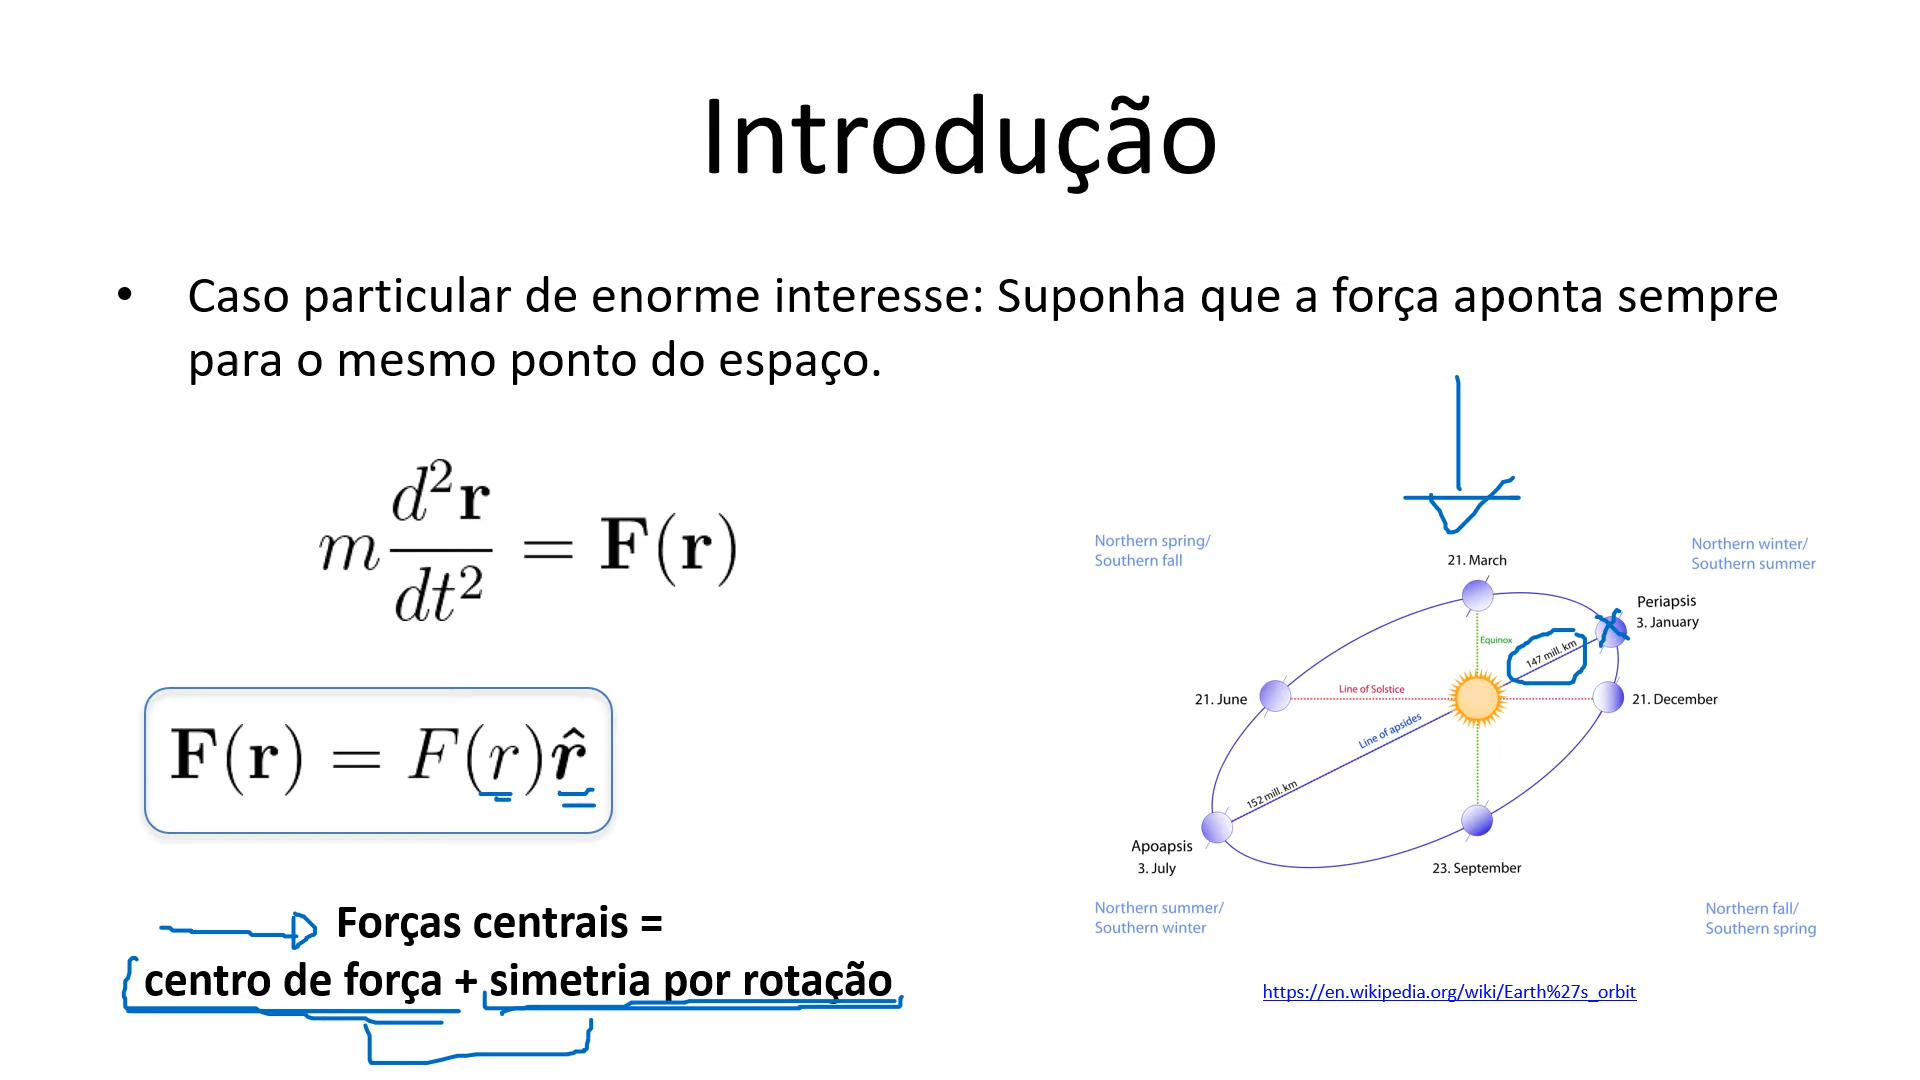 Introdução
• Caso particular de enorme interesse: Suponha que a força aponta sempre
para o mesmo ponto do espaço.
m d²r/dt² = F(r)
F(r) = F(r)r̂
Forças centrais =
centro de força + simetria por rotação
Northern spring/
Southern fall
21. March
Northern winter/
Southern summer
Periapsis
3. January
Equinox
147 mill. km
21. June
Line of Solstice
21. December
Line of apsides
152 mill. km
Apoapsis
3. July
23. September
Northern summer/
Southern winter
Northern fall/
Southern spring
https://en.wikipedia.org/wiki/Earth%27s_orbit